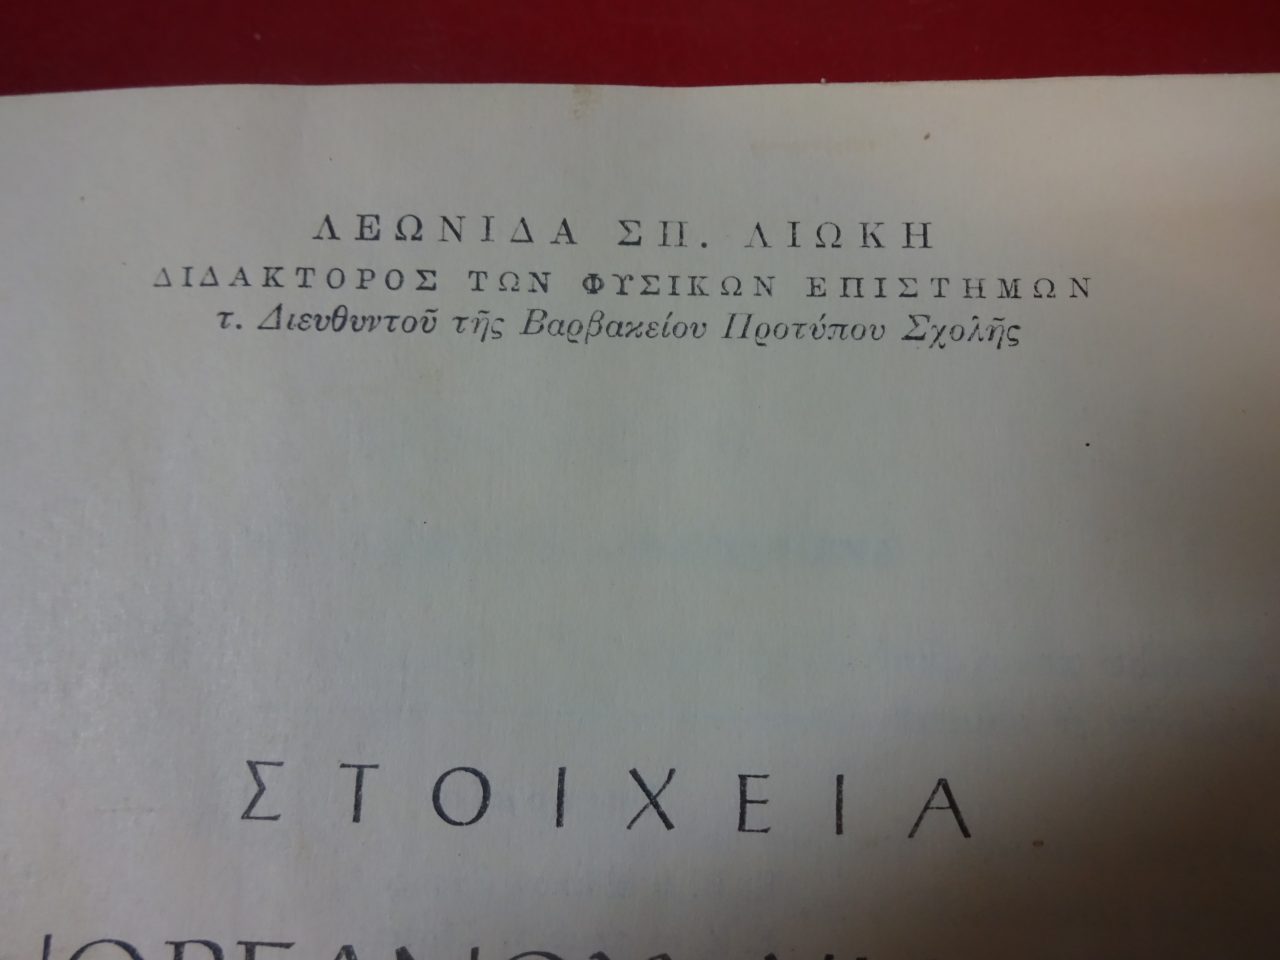 ΛΕΩΝΙΔΑ ΣΠ. ΛΙΩΚΗ
ΔΙΔΑΚΤΟΡΟΣ ΤΩΝ ΦΥΣΙΚΩΝ ΕΠΙΣΤΗΜΩΝ
τ. Διευθυντοῦ τῆς Βαρβακείου Προτύπου Σχολῆς
ΣΤΟΙΧΕΙΑ